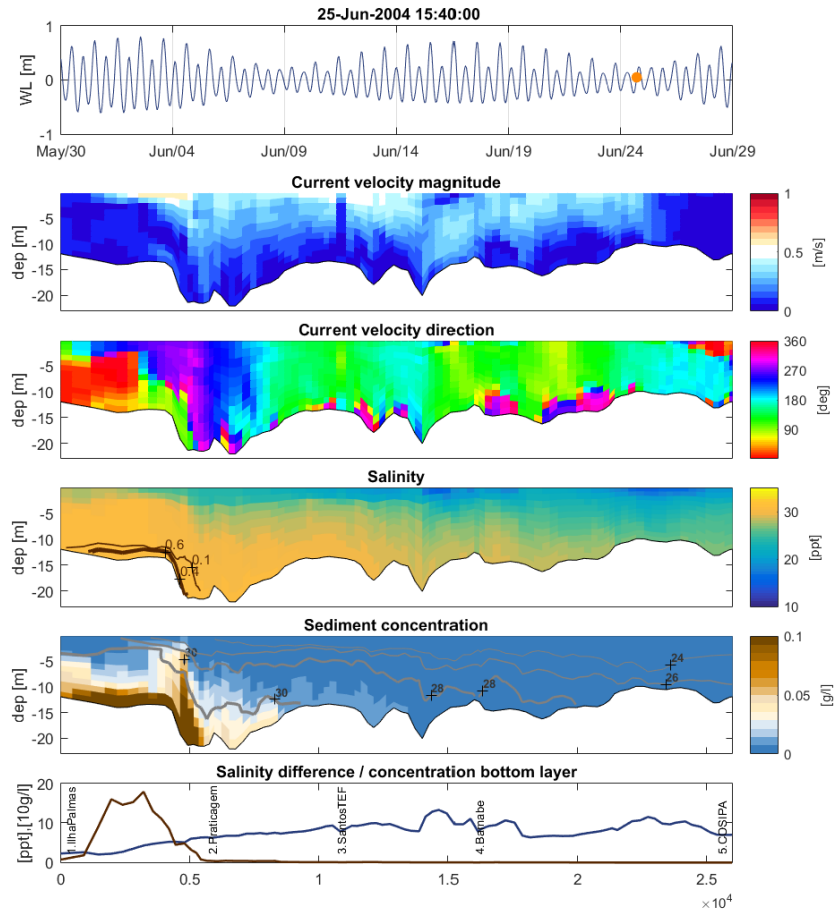 25-Jun-2004 15:40:00
1
0
-1
WL [m]
May/30 Jun/04 Jun/09 Jun/14 Jun/19 Jun/24 Jun/29
Current velocity magnitude
-5
-10
-15
-20
dep [m]
1
0.5
0
[m/s]
Current velocity direction
-5
-10
-15
-20
dep [m]
360
270
180
90
[deg]
Salinity
-5
-10
-15
-20
dep [m]
0.6
0.1
0.4
30
20
10
[ppt]
Sediment concentration
-5
-10
-15
-20
dep [m]
30
30
28
28
24
26
0.1
0.05
0
[g/l]
Salinity difference / concentration bottom layer
20
10
0
[ppt],[10g/l]
1.IlhaPalmas
2.Praticagem
3.SantosTEF
4.Barnabe
5.COSIPA
0 0.5 1 1.5 2 2.5
×10⁴